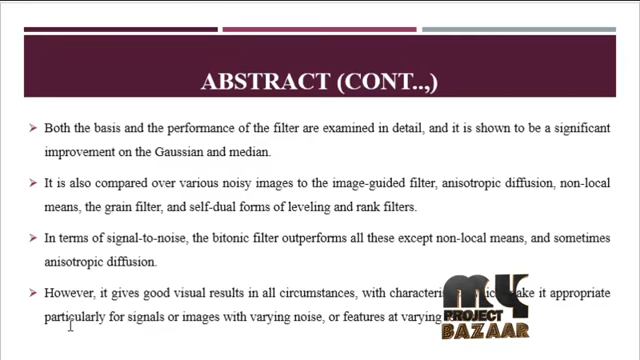 ABSTRACT (CONT..,)
Both the basis and the performance of the filter are examined in detail, and it is shown to be a significant
improvement on the Gaussian and median.
It is also compared over various noisy images to the image-guided filter, anisotropic diffusion, non-local
means, the grain filter, and self-dual forms of leveling and rank filters.
In terms of signal-to-noise, the bitonic filter outperforms all these except non-local means, and sometimes
anisotropic diffusion.
However, it gives good visual results in all circumstances, with it appropriate
particularly for signals or images with varying noise, or features at varying
my
PROJECT
BAZAAR